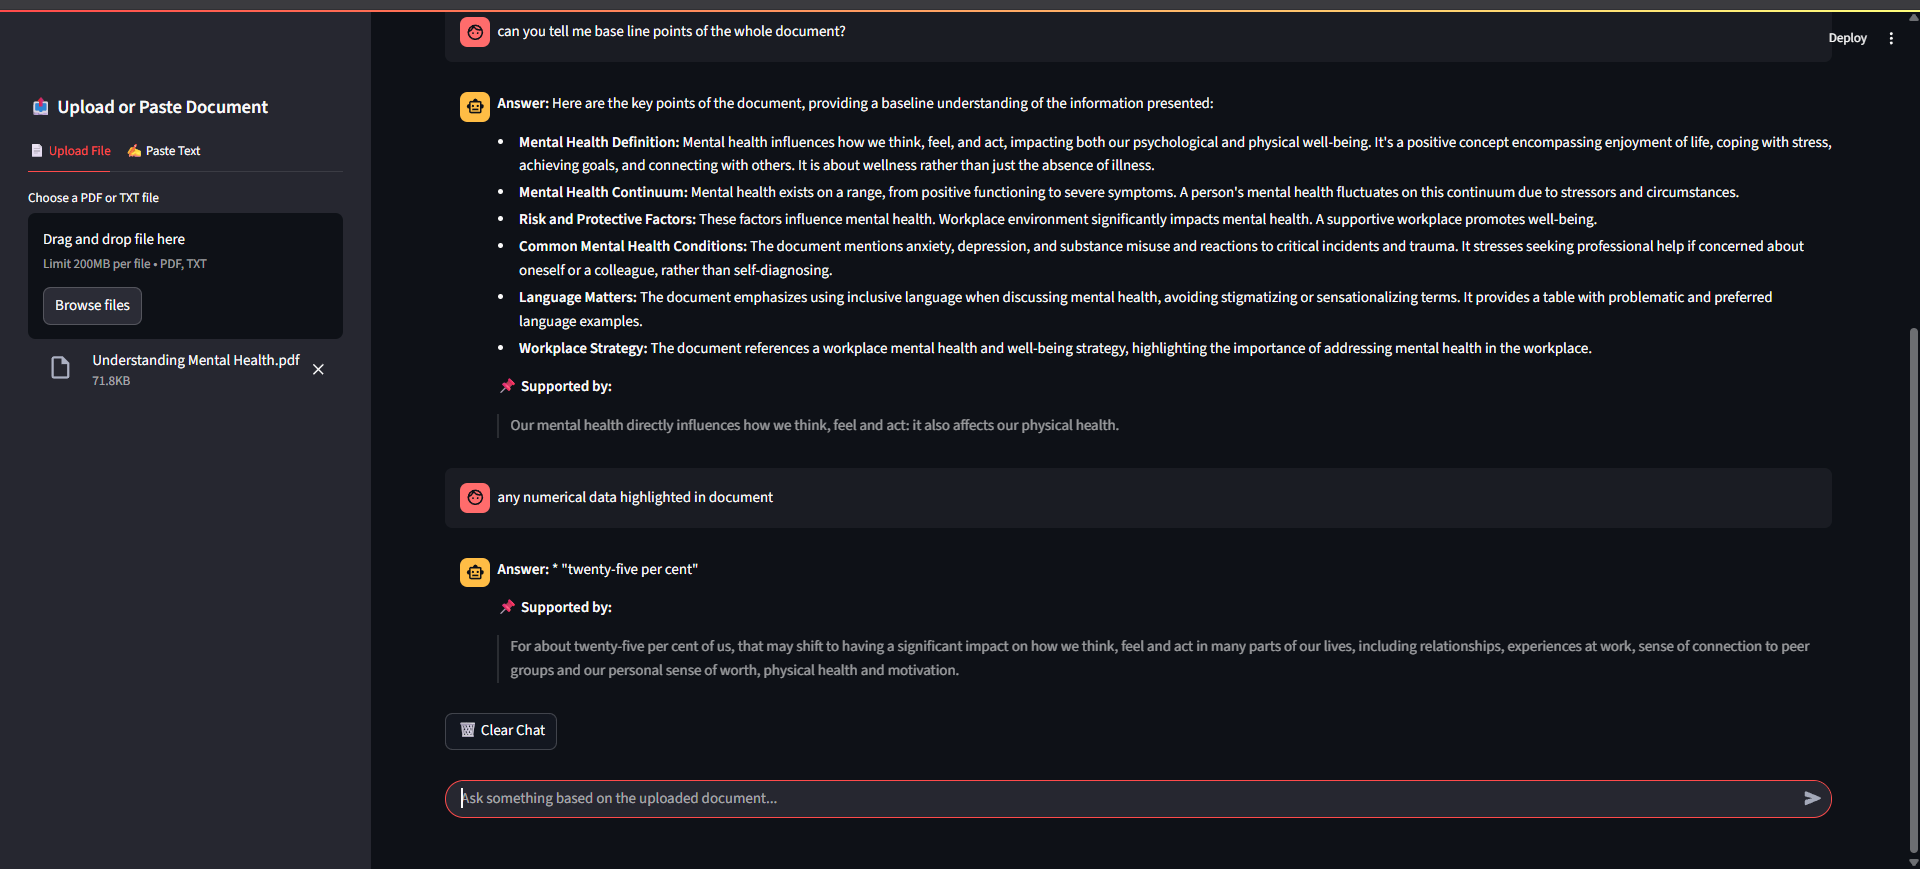 Deploy
Upload or Paste Document
Upload File
Paste Text
Choose a PDF or TXT file
Drag and drop file here
Limit 200MB per file • PDF, TXT
Browse files
Understanding Mental Health.pdf
71.8KB
can you tell me base line points of the whole document?
Answer: Here are the key points of the document, providing a baseline understanding of the information presented:
• Mental Health Definition: Mental health influences how we think, feel, and act, impacting both our psychological and physical well-being. It's a positive concept encompassing enjoyment of life, coping with stress,
achieving goals, and connecting with others. It is about wellness rather than just the absence of illness.
• Mental Health Continuum: Mental health exists on a range, from positive functioning to severe symptoms. A person's mental health fluctuates on this continuum due to stressors and circumstances.
• Risk and Protective Factors: These factors influence mental health. Workplace environment significantly impacts mental health. A supportive workplace promotes well-being.
• Common Mental Health Conditions: The document mentions anxiety, depression, and substance misuse and reactions to critical incidents and trauma. It stresses seeking professional help if concerned about
oneself or a colleague, rather than self-diagnosing.
• Language Matters: The document emphasizes using inclusive language when discussing mental health, avoiding stigmatizing or sensationalizing terms. It provides a table with problematic and preferred
language examples.
• Workplace Strategy: The document references a workplace mental health and well-being strategy, highlighting the importance of addressing mental health in the workplace.
Supported by:
Our mental health directly influences how we think, feel and act: it also affects our physical health.
any numerical data highlighted in document
Answer: * "twenty-five per cent"
Supported by:
For about twenty-five per cent of us, that may shift to having a significant impact on how we think, feel and act in many parts of our lives, including relationships, experiences at work, sense of connection to peer
groups and our personal sense of worth, physical health and motivation.
Clear Chat
Ask something based on the uploaded document...